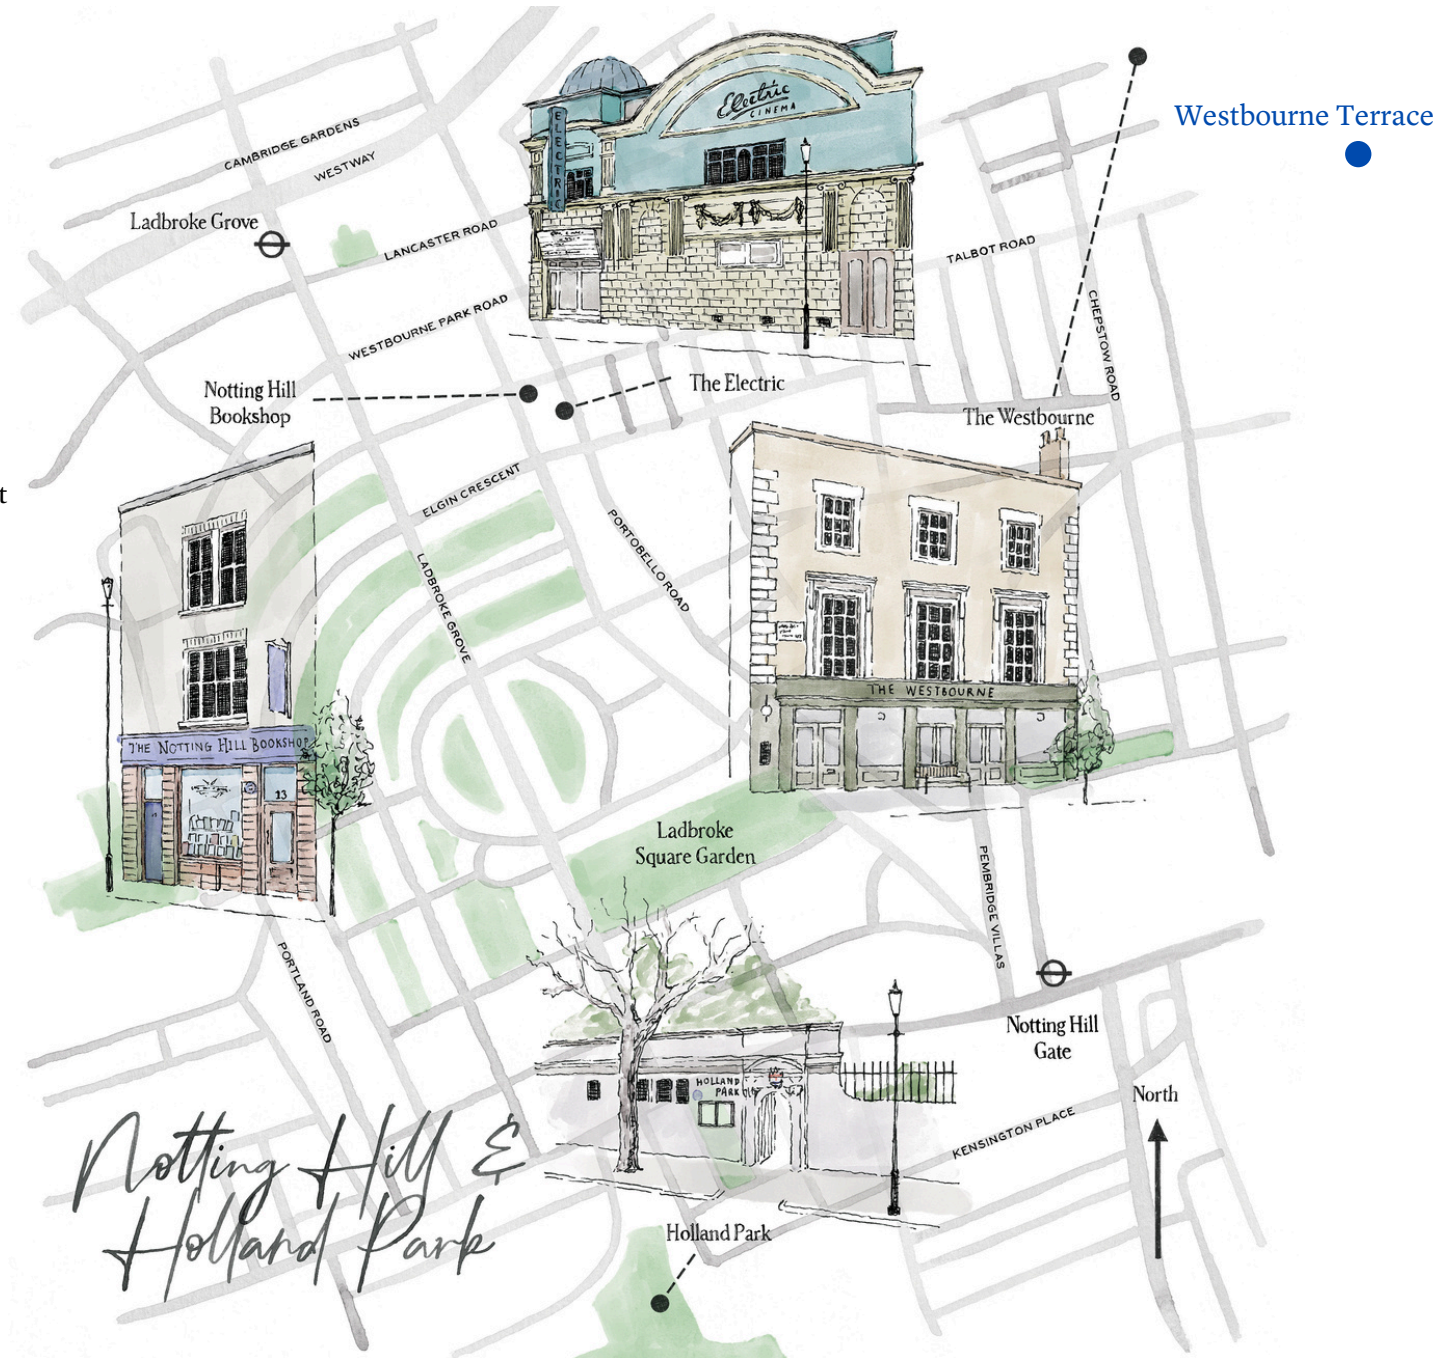 Electric
CINEMA
ELECTRIC
Westbourne Terrace
CAMBRIDGE GARDENS
WESTWAY
Ladbroke Grove
LANCASTER ROAD
TALBOT ROAD
WESTBOURNE PARK ROAD
CHEPSTOW ROAD
Notting Hill
Bookshop
The Electric
The Westbourne
t
ELGIN CRESCENT
PORTOBELLO ROAD
LADBROKE GROVE
THE WESTBOURNE
THE NOTTING HILL BOOKSHOP
13
Ladbroke
Square Garden
PEMBRIDGE VILLAS
PORTLAND ROAD
Notting Hill
Gate
HOLLAND
PARK
North
KENSINGTON PLACE
Notting Hill &
Holland Park
Holland Park